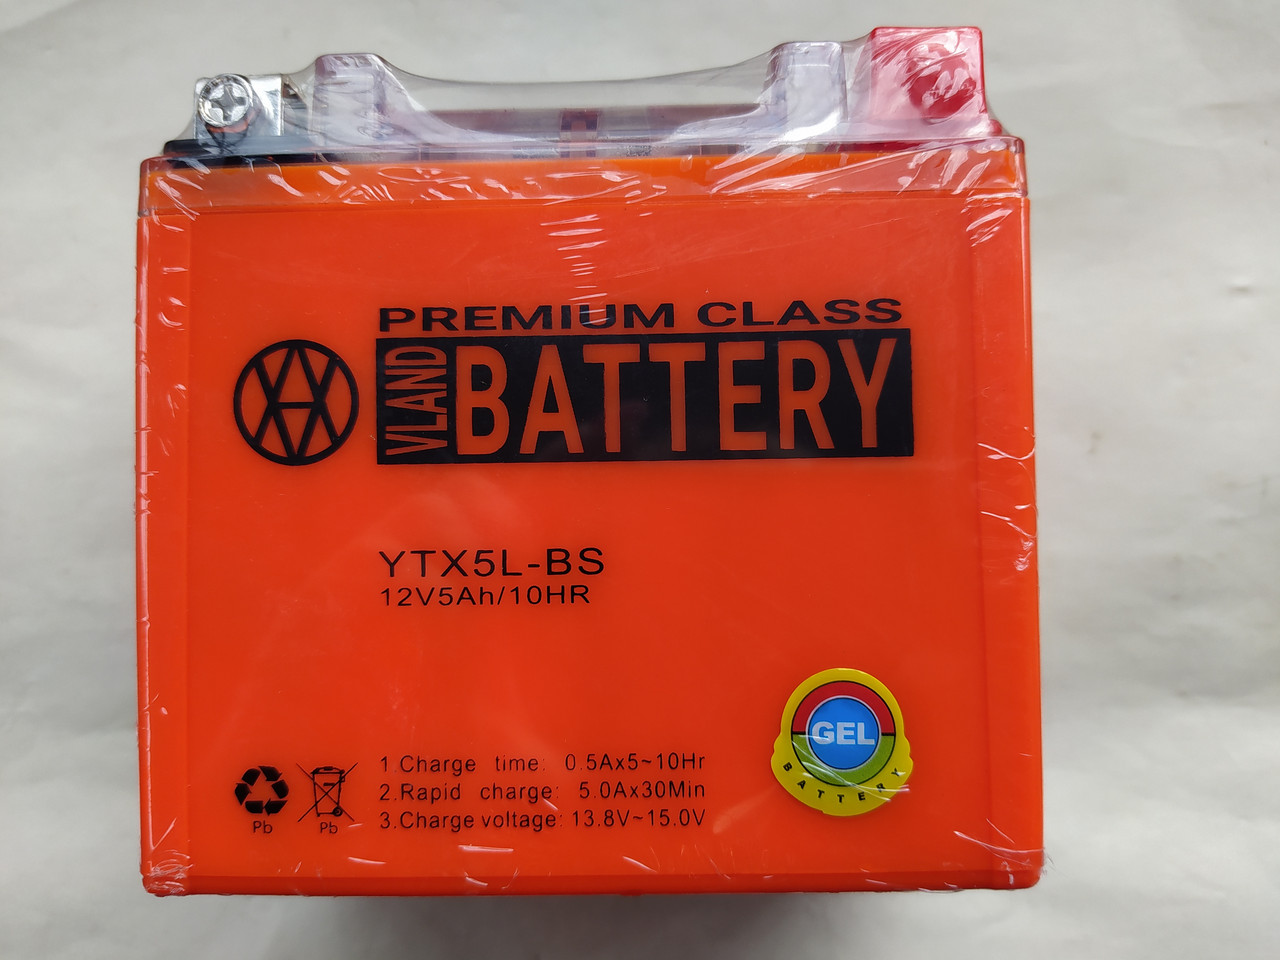 PREMIUM CLASS
VLAND
BATTERY
YTX5L-BS
12V5Ah/10HR
1.Charge time: 0.5Ax5~10Hr
2.Rapid charge: 5.0Ax30Min
3.Charge voltage: 13.8V~15.0V
Pb
Pb
GEL
BATTERY